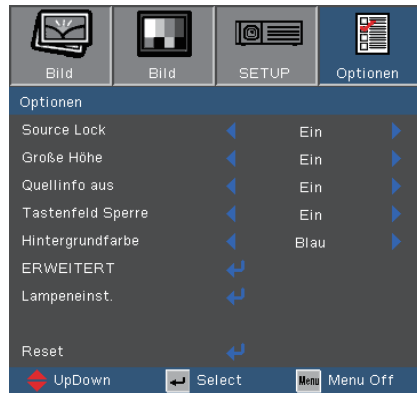 Bild Bild SETUP Optionen
Optionen
Source Lock Ein
Große Höhe Ein
Quellinfo aus Ein
Tastenfeld Sperre Ein
Hintergrundfarbe Blau
ERWEITERT
Lampeneinst.
Reset
UpDown Select Menu Menu Off